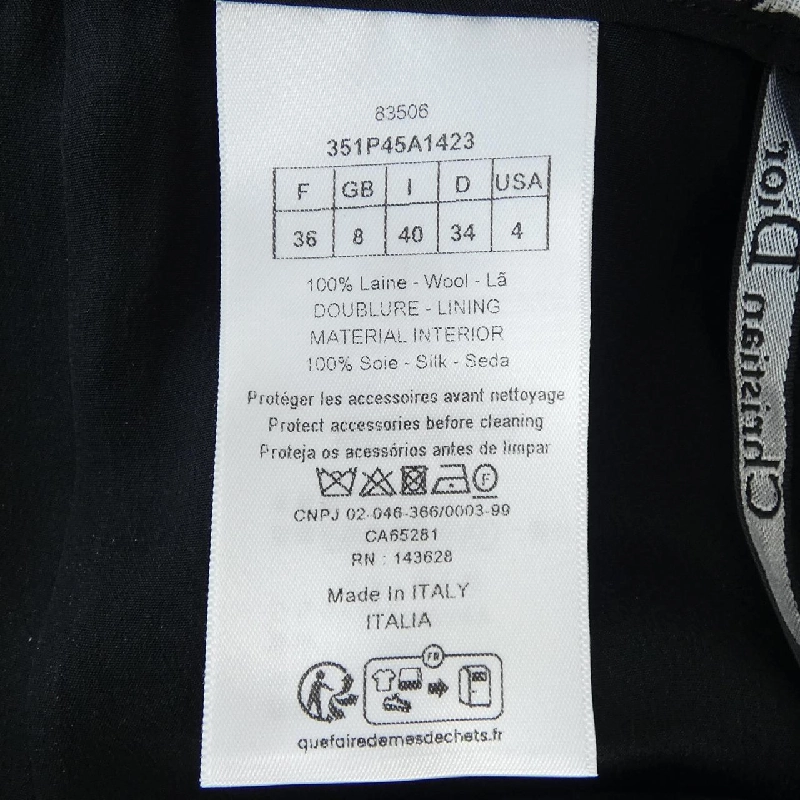 83506
351P45A1423
F GB I D USA
36 8 40 34 4
100% Laine - Wool - Lã
DOUBLURE - LINING
MATERIAL INTERIOR
100% Soie - Silk - Seda
Protéger les accessoires avant nettoyage
Protect accessories before cleaning
Proteja os acessórios antes de limpar
F
CNPJ 02-046-366/0003-99
CA65281
RN : 143628
Made In ITALY
ITALIA
FR
quefairedemesdechets.fr
Christian Dior